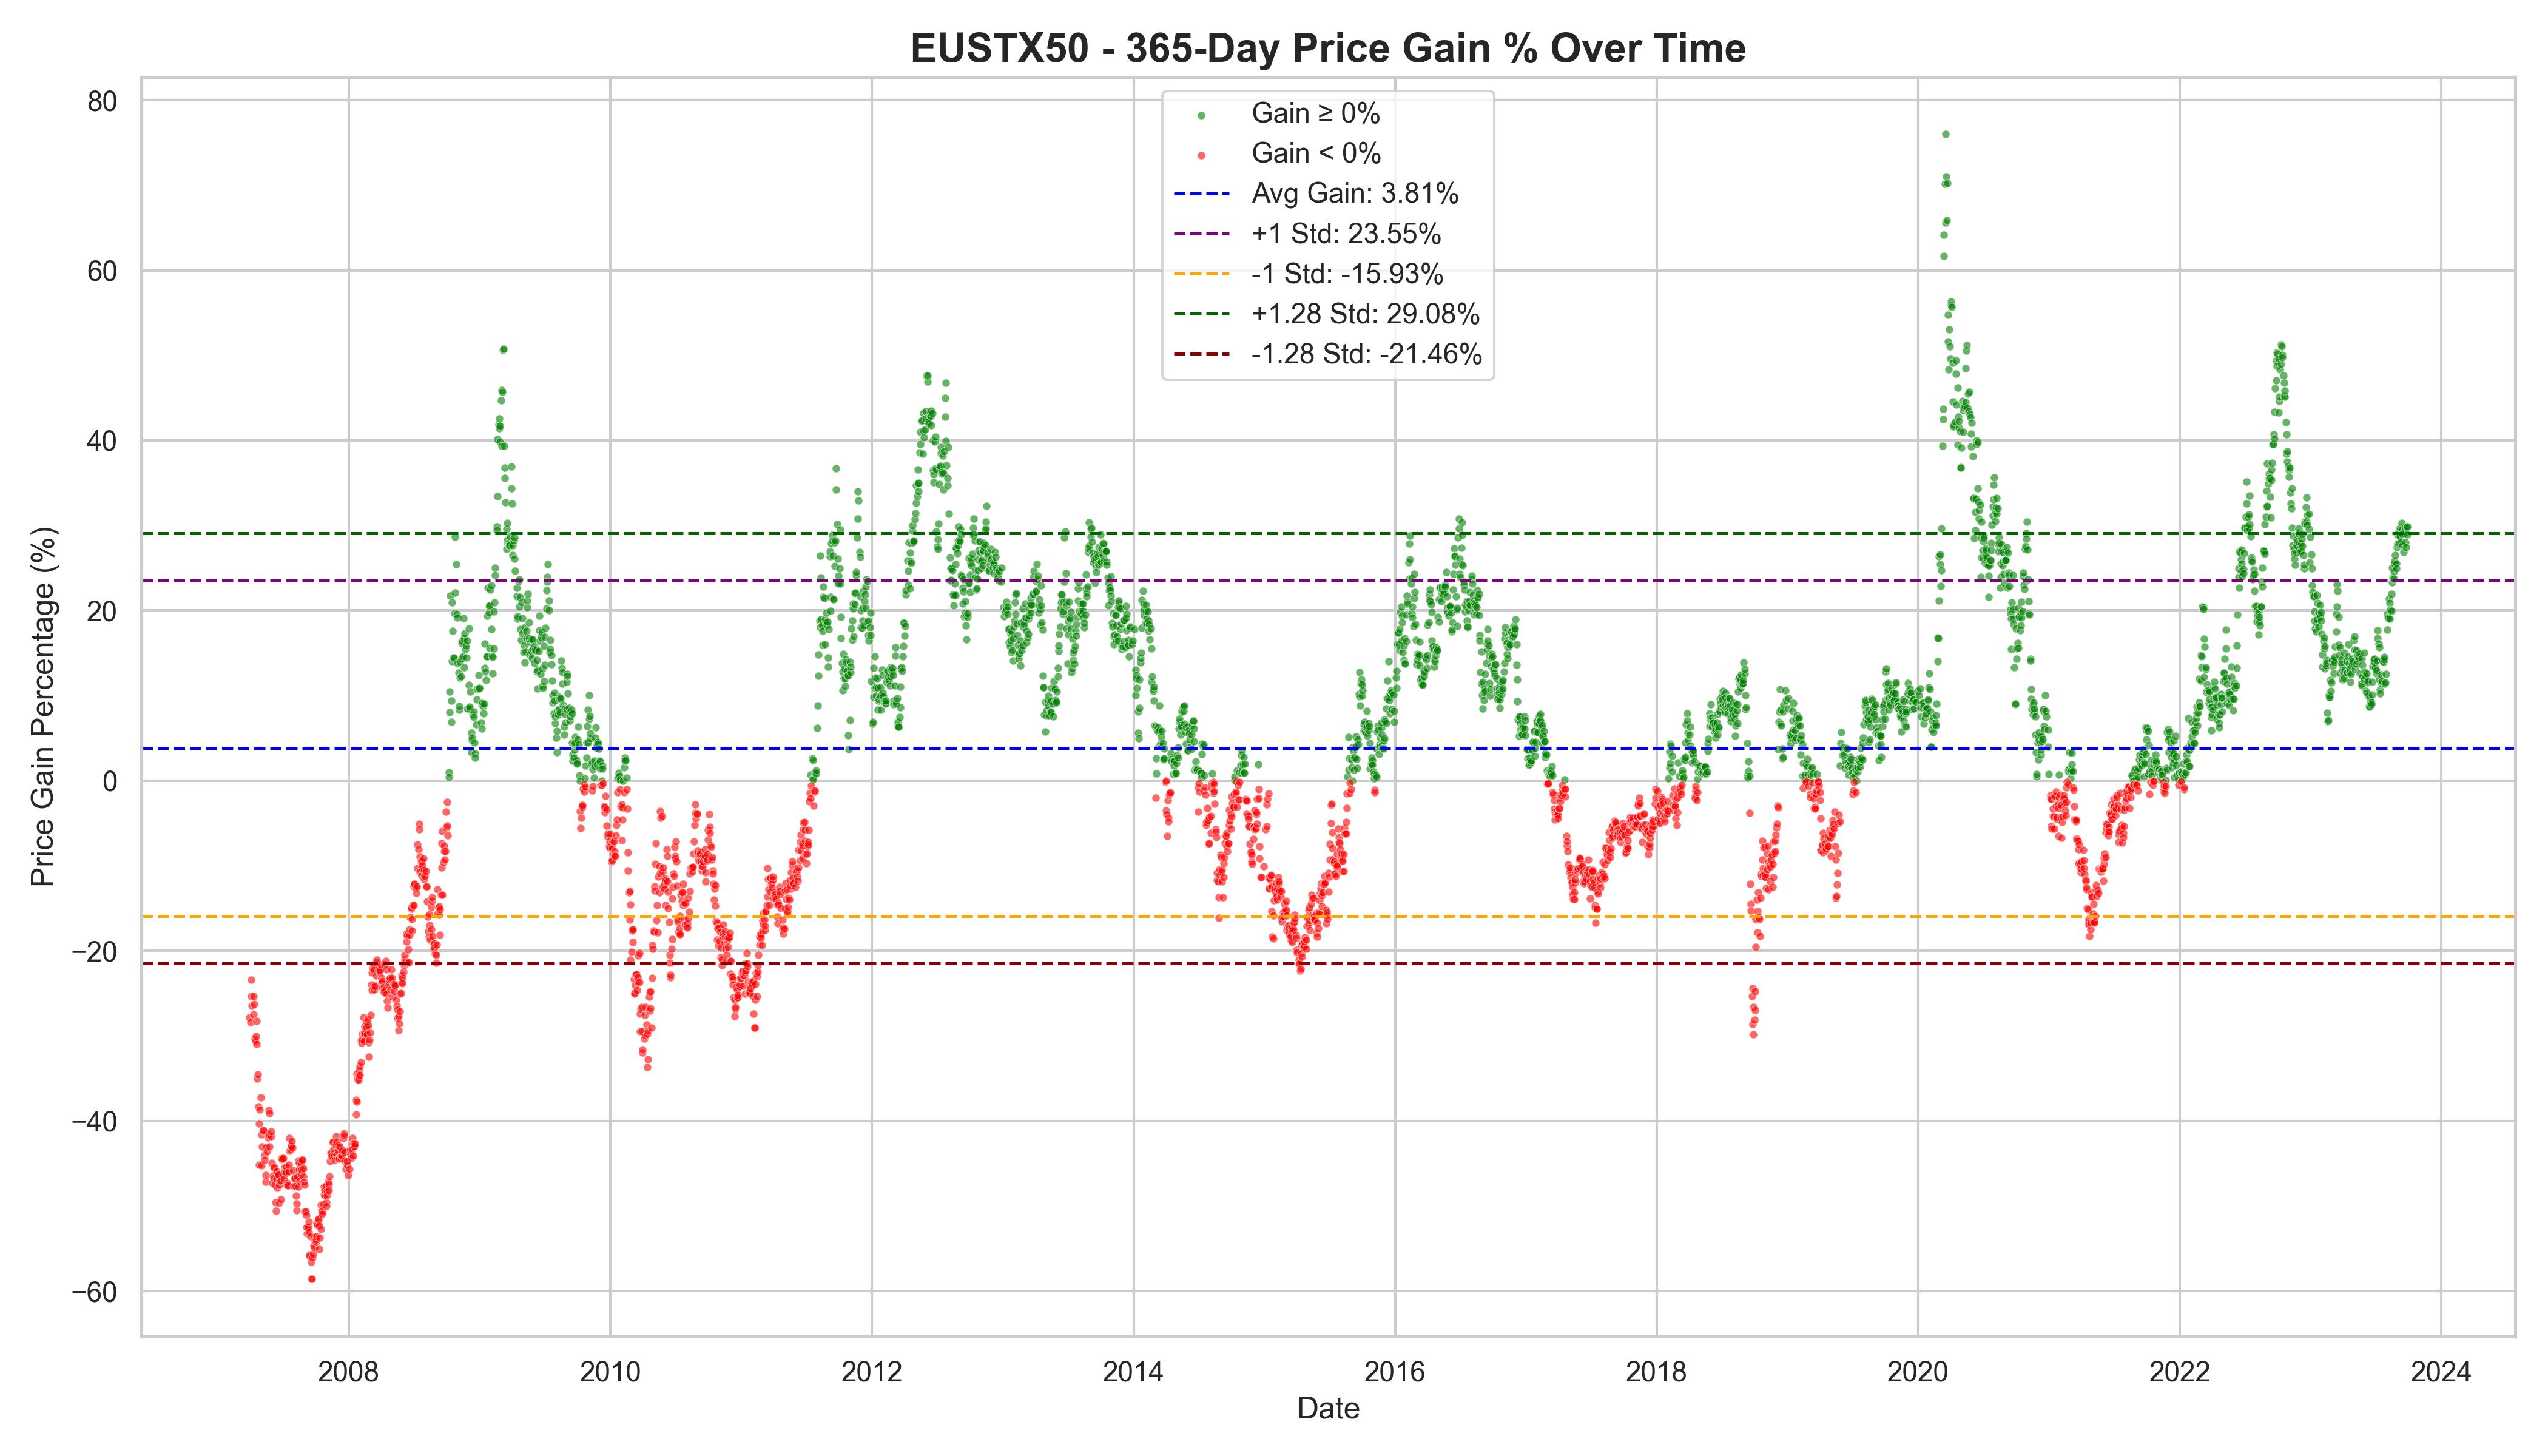 EUSTX50 - 365-Day Price Gain % Over Time
Gain ≥ 0%
Gain < 0%
Avg Gain: 3.81%
+1 Std: 23.55%
-1 Std: -15.93%
+1.28 Std: 29.08%
-1.28 Std: -21.46%
Price Gain Percentage (%)
80
60
40
20
0
−20
−40
−60
2008 2010 2012 2014 2016 2018 2020 2022 2024
Date